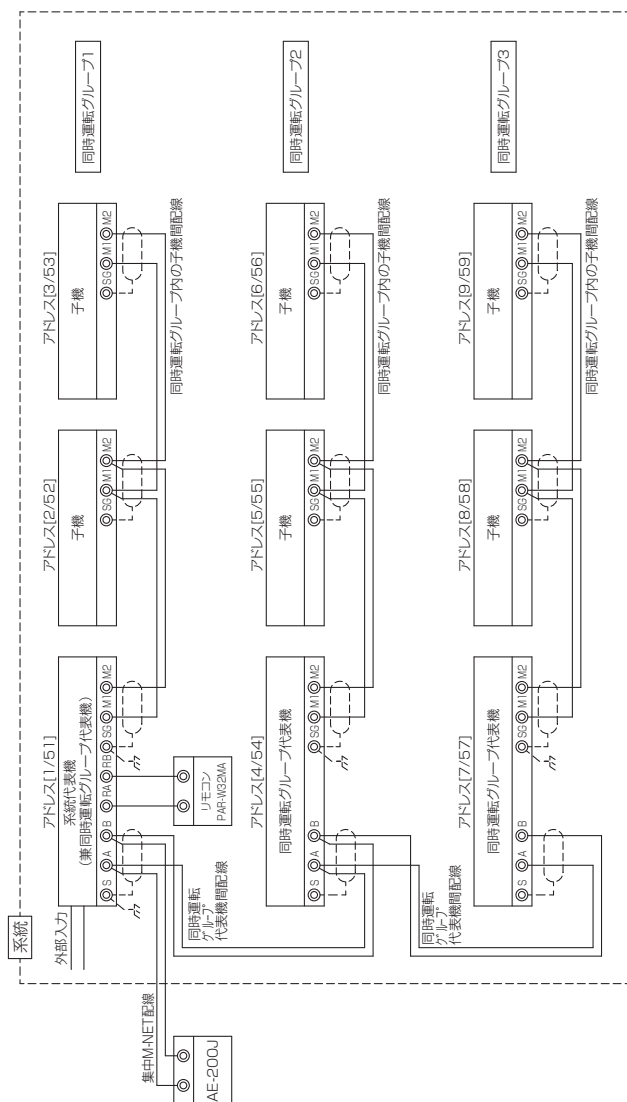 系統
外部入力
集中M-NET配線
AE-200J
アドレス[1/51]
系統代表機
(兼同時運転グループ代表機)
S A B RA RB SG M1 M2
リモコン
PAR-W32MA
アドレス[2/52]
子機
SG M1 M2
アドレス[3/53]
子機
SG M1 M2
同時運転グループ内の子機間配線
同時運転グループ1
同時運転
グループ
代表機間配線
アドレス[4/54]
同時運転グループ代表機
S A B SG M1 M2
アドレス[5/55]
子機
SG M1 M2
アドレス[6/56]
子機
SG M1 M2
同時運転グループ内の子機間配線
同時運転グループ2
同時運転
グループ
代表機間配線
アドレス[7/57]
同時運転グループ代表機
S A B SG M1 M2
アドレス[8/58]
子機
SG M1 M2
アドレス[9/59]
子機
SG M1 M2
同時運転グループ内の子機間配線
同時運転グループ3